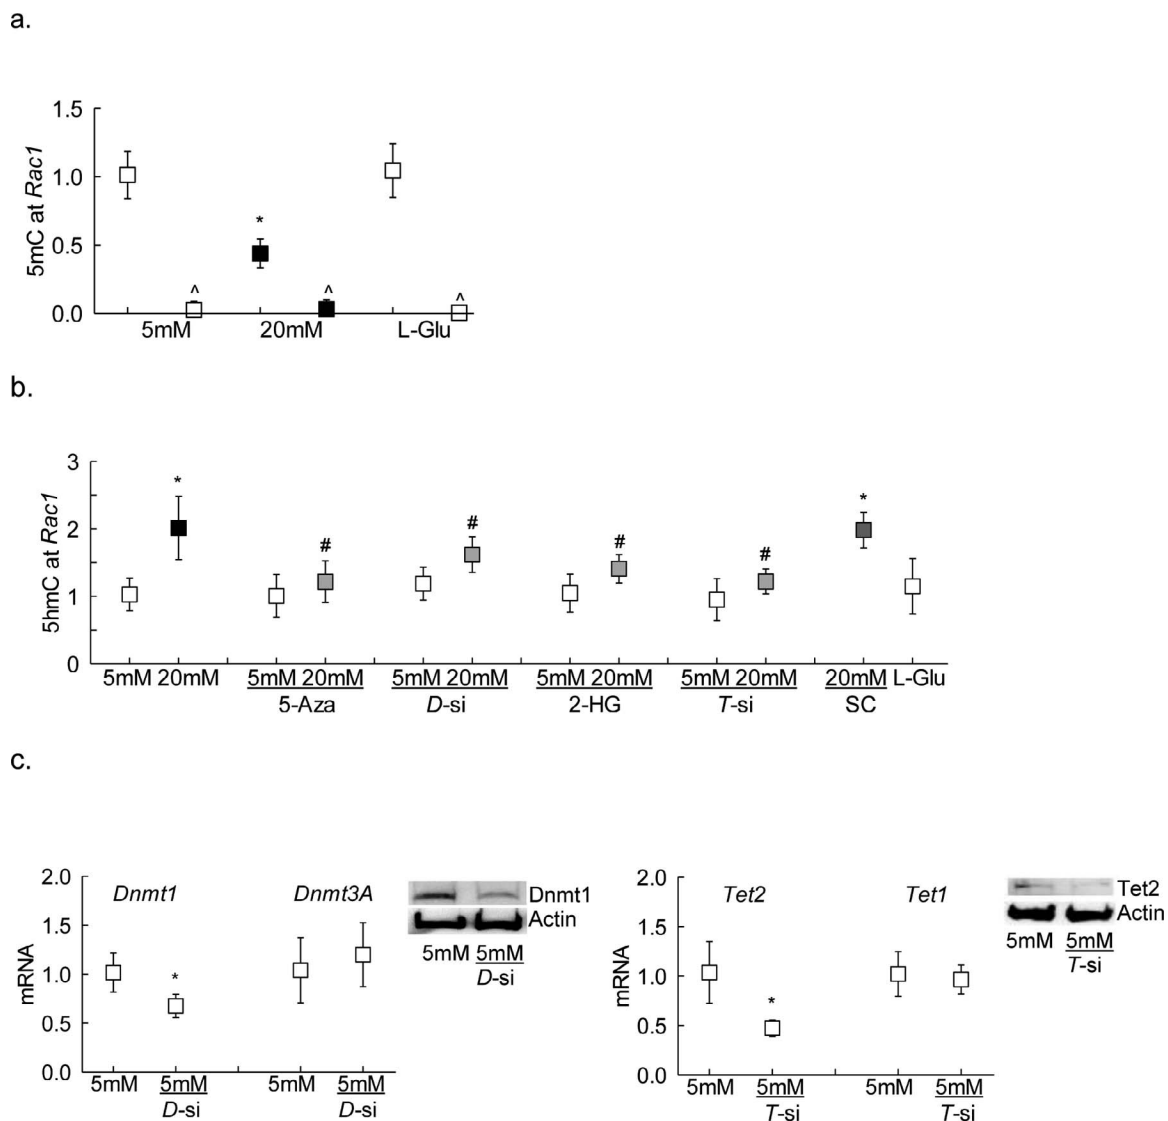 a.
1.5
1.0
0.5
0.0
5mC at Rac1
*
^ ^ ^
5mM 20mM L-Glu
b.
3
2
1
0
5hmC at Rac1
* # # # # *
5mM 20mM 5mM 20mM 5mM 20mM 5mM 20mM 5mM 20mM 20mM L-Glu
5-Aza D-si 2-HG T-si SC
c.
2.0
1.5
1.0
0.5
0.0
mRNA
Dnmt1 Dnmt3A
*
5mM 5mM 5mM 5mM
D-si D-si
Dnmt1
Actin
5mM 5mM
D-si
2.0
1.5
1.0
0.5
0.0
mRNA
Tet2 Tet1
*
5mM 5mM 5mM 5mM
T-si T-si
Tet2
Actin
5mM 5mM
T-si